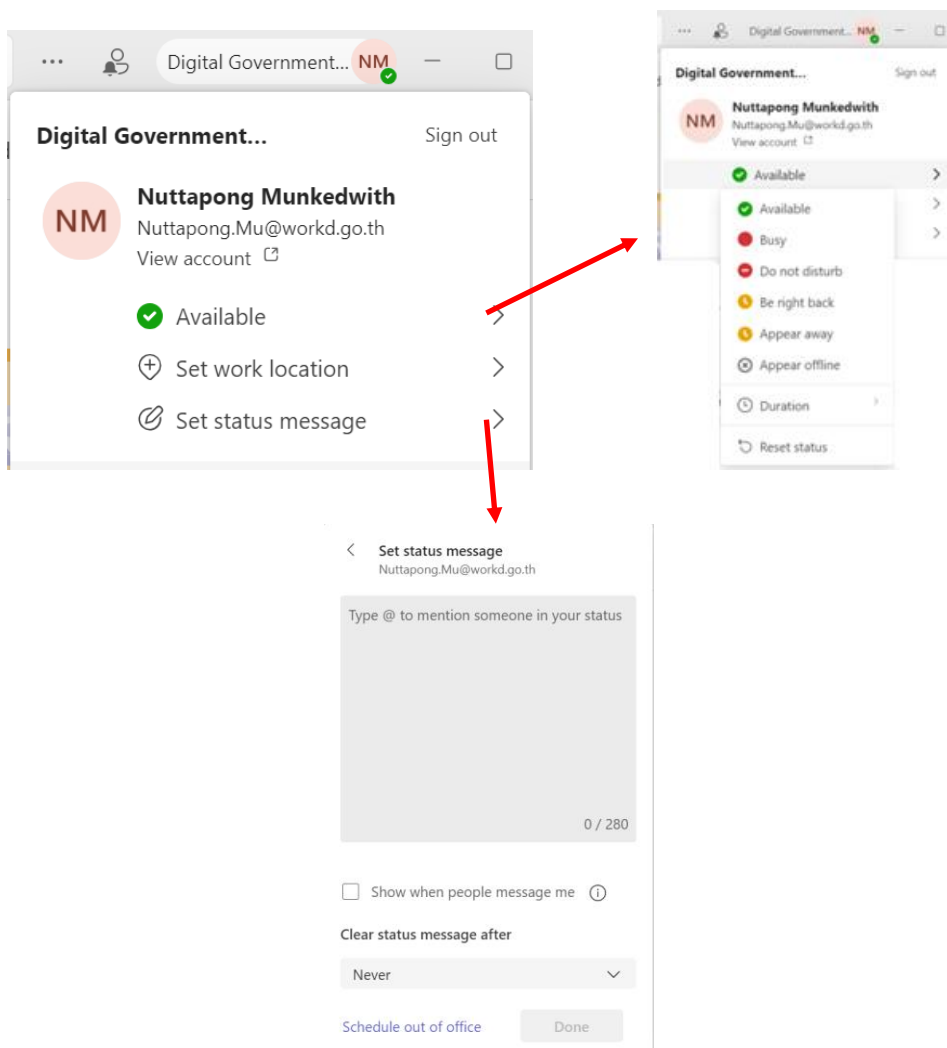 Digital Government... NM
Digital Government... Sign out
NM
Nuttapong Munkedwith
Nuttapong.Mu@workd.go.th
View account
Available
Set work location
Set status message
Digital Government... NM
Digital Government... Sign out
NM
Nuttapong Munkedwith
Nuttapong.Mu@workd.go.th
View account
Available
Available
Busy
Do not disturb
Be right back
Appear away
Appear offline
Duration
Reset status
Set status message
Nuttapong.Mu@workd.go.th
Type @ to mention someone in your status
0 / 280
Show when people message me
Clear status message after
Never
Schedule out of office Done